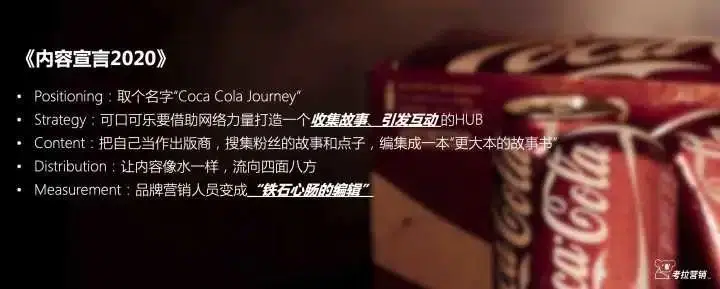 《内容宣言2020》
• Positioning：取个名字“Coca Cola Journey”
• Strategy：可口可乐要借助网络力量打造一个收集故事、引发互动的HUB
• Content：把自己当作出版商，搜集粉丝的故事和点子，编集成一本“更大本的故事书”
• Distribution：让内容像水一样，流向四面八方
• Measurement：品牌营销人员变成“铁石心肠的编辑”
Coca-Cola
Coca-Cola
考拉营销